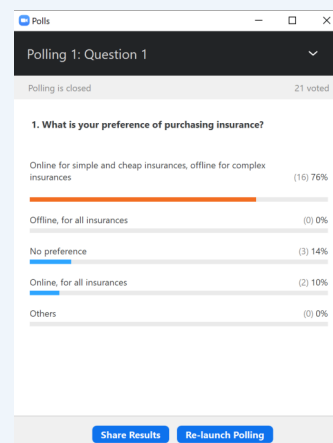 Polls
Polling 1: Question 1
Polling is closed
21 voted
1. What is your preference of purchasing insurance?
Online for simple and cheap insurances, offline for complex
insurances
(16) 76%
Offline, for all insurances
(0) 0%
No preference
(3) 14%
Online, for all insurances
(2) 10%
Others
(0) 0%
Share Results
Re-launch Polling